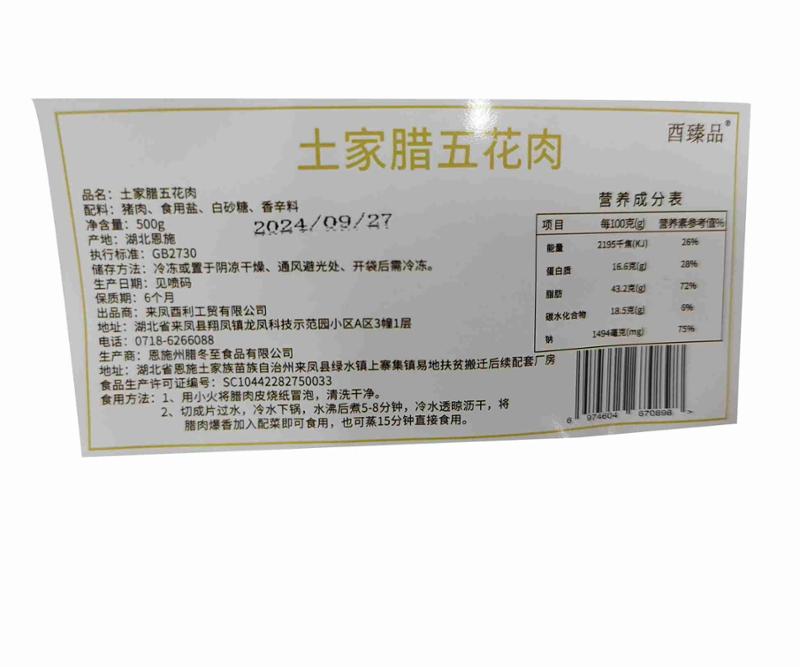 土家腊五花肉
酉臻品®
品名：土家腊五花肉
配料：猪肉、食用盐、白砂糖、香辛料
净含量：500g
2024/09/27
产地：湖北恩施
执行标准：GB2730
储存方法：冷冻或置于阴凉干燥、通风避光处、开袋后需冷冻。
生产日期：见喷码
保质期：6个月
出品商：来凤酉利工贸有限公司
地址：湖北省来凤县翔凤镇龙凤科技示范园小区A区3幢1层
电话：0718-6266088
生产商：恩施州腊冬至食品有限公司
地址：湖北省恩施土家族苗族自治州来凤县绿水镇上寨集镇易地扶贫搬迁后续配套厂房
食品生产许可证编号：SC10442282750033
食用方法：1、用小火将腊肉皮烧纸冒泡，清洗干净。
2、切成片过水，冷水下锅，水沸后煮5-8分钟，冷水透晾沥干，将
腊肉爆香加入配菜即可食用，也可蒸15分钟直接食用。
营养成分表
项目 每100克(g) 营养素参考值%
能量 2195千焦(KJ) 26%
蛋白质 16.6克(g) 28%
脂肪 43.2克(g) 72%
碳水化合物 18.5克(g) 6%
钠 1494毫克(mg) 75%
6 974604 670898 >